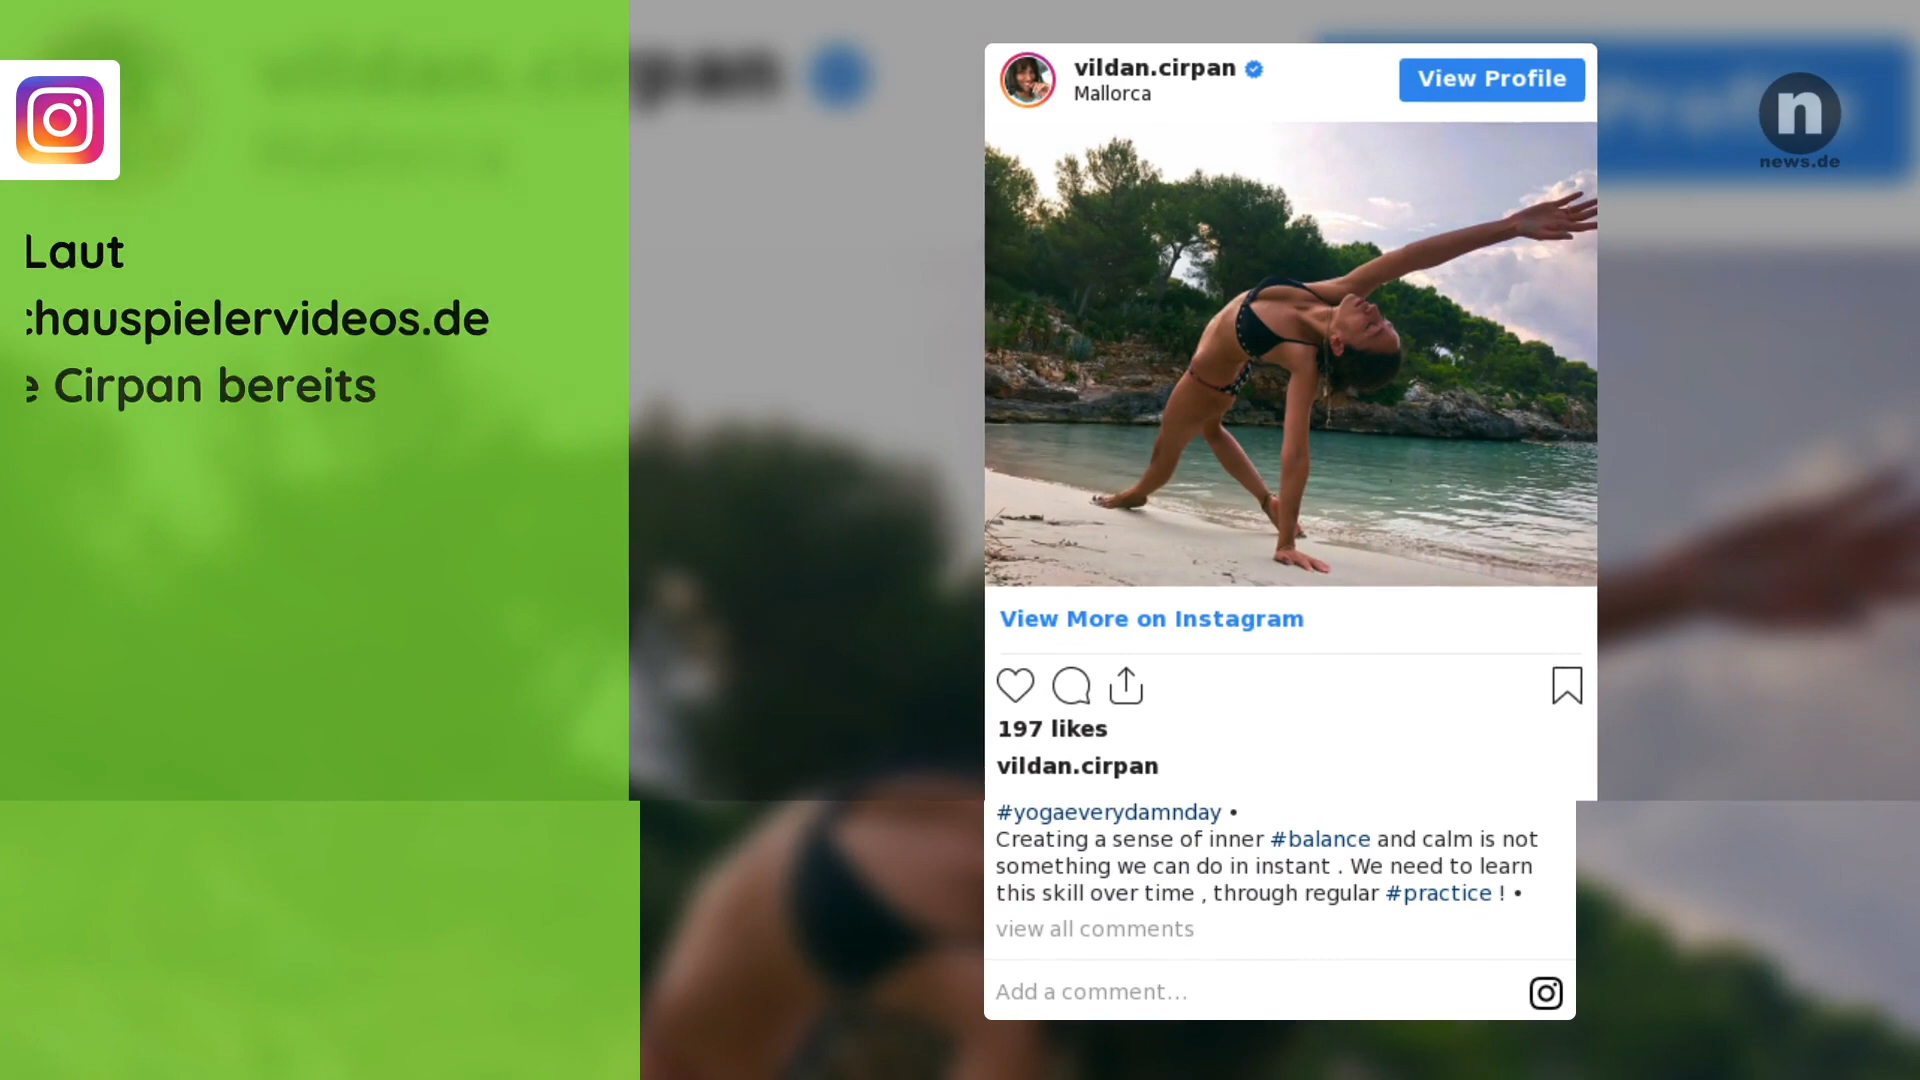 Laut
chauspielervideos.de
e Cirpan bereits
vildan.cirpan
Mallorca
View Profile
n
news.de
View More on Instagram
197 likes
vildan.cirpan
#yogaeverydamnday •
Creating a sense of inner #balance and calm is not
something we can do in instant . We need to learn
this skill over time , through regular #practice ! •
view all comments
Add a comment...